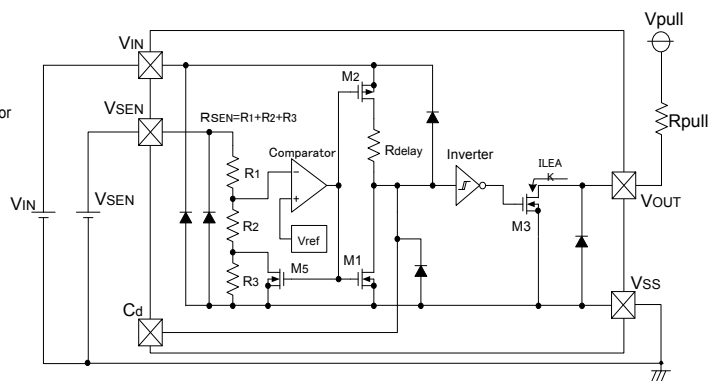 Vpull
VIN
M2
or
VSEN
RSEN=R1+R2+R3
Rpull
R1
Comparator
Rdelay
Inverter
ILEA
K
−
+
VOUT
VIN
VSEN
R2
Vref
M3
M5
M1
VSS
R3
Cd